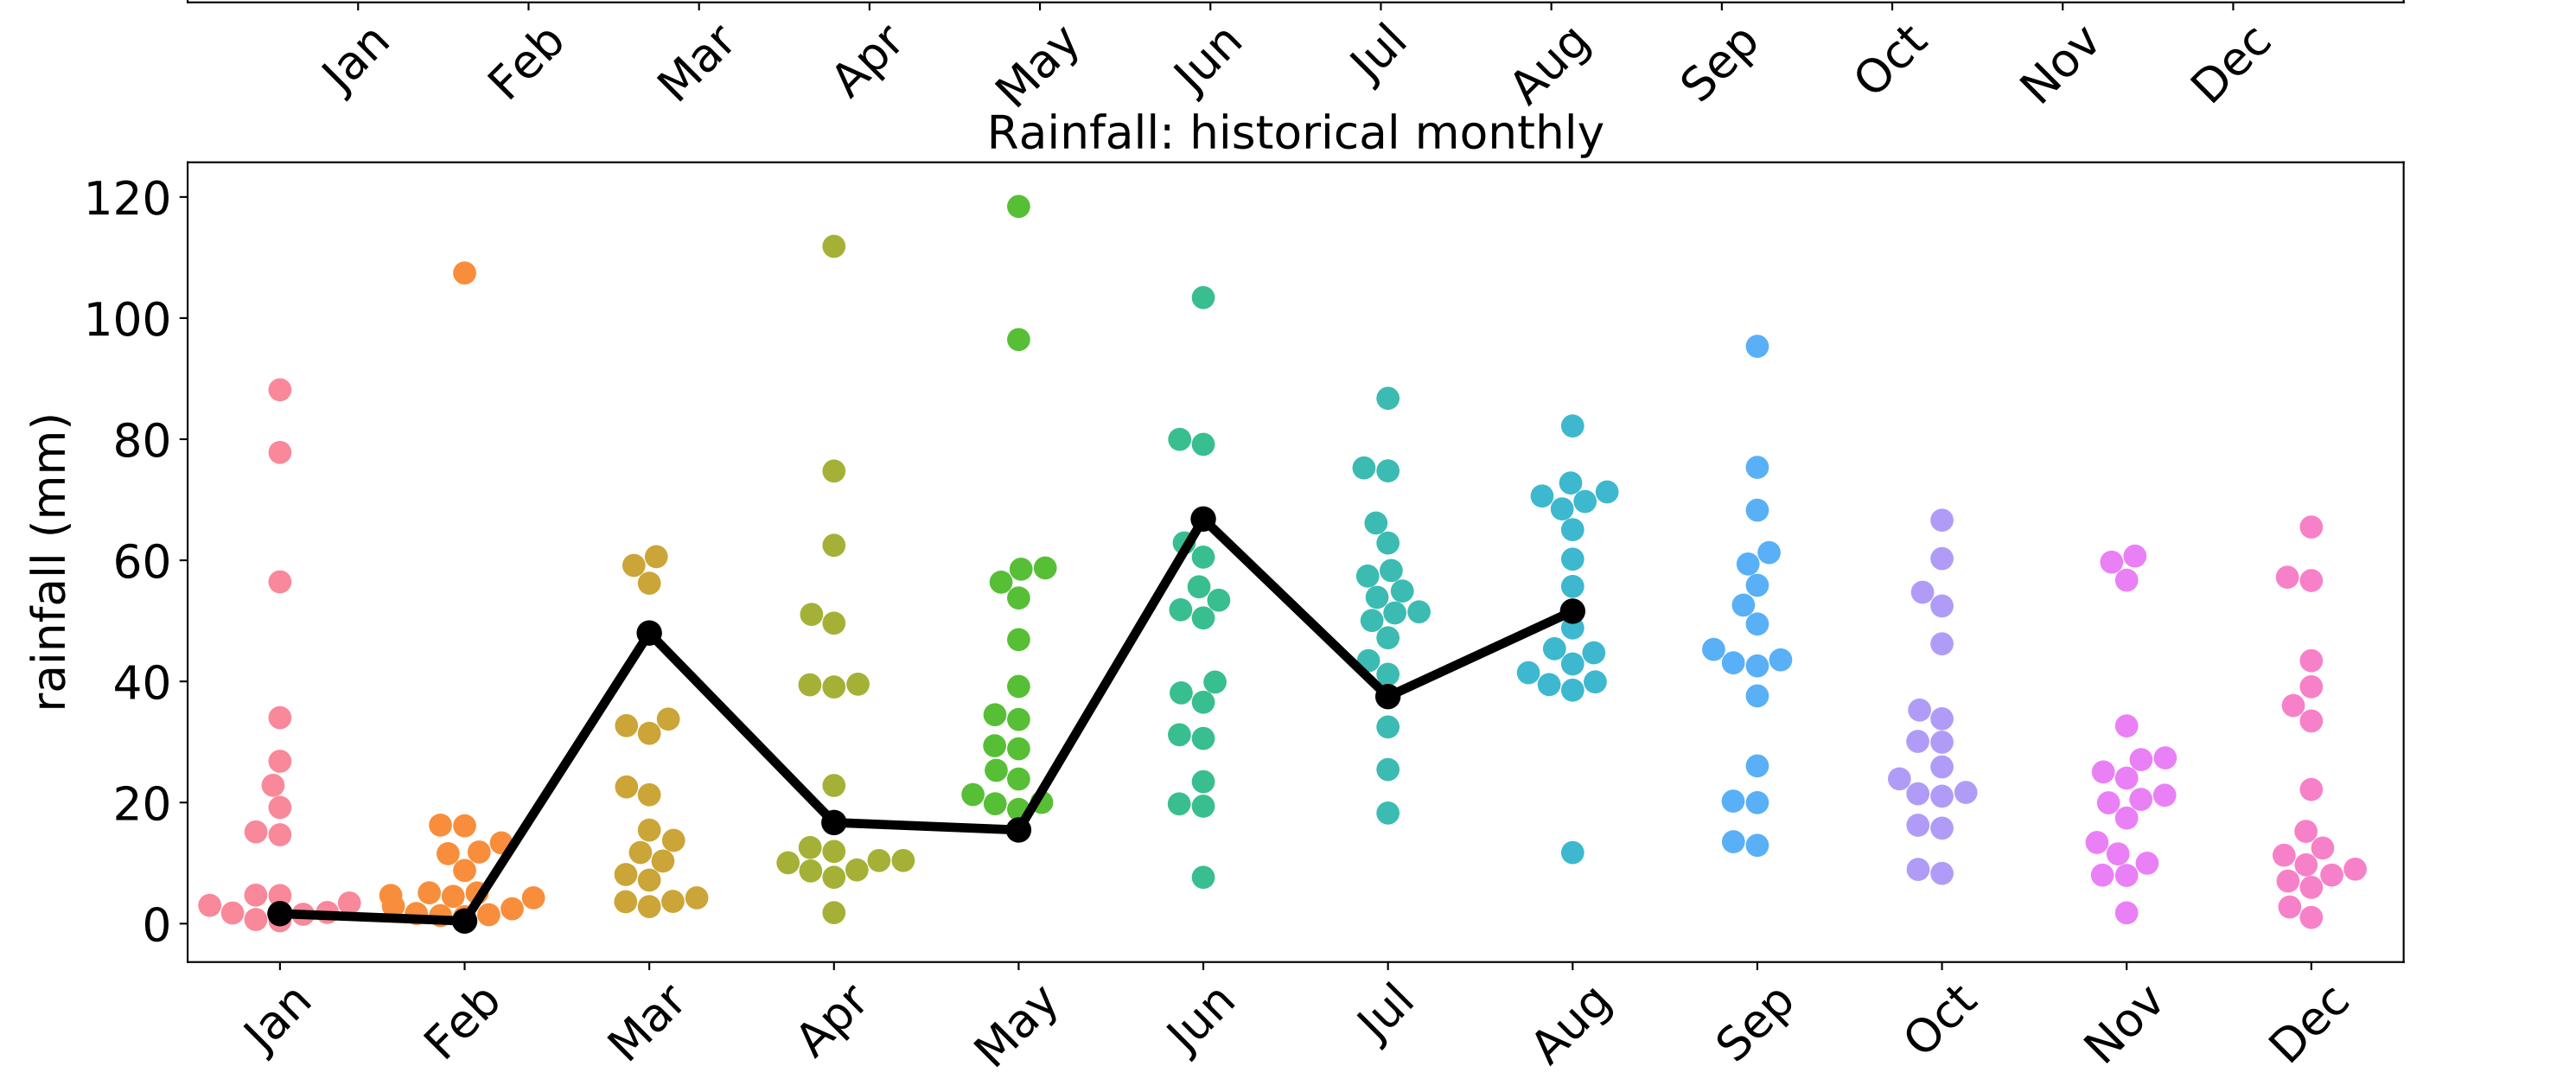 Jan Feb Mar Apr May Jun Jul Aug Sep Oct Nov Dec
Rainfall: historical monthly
120
100
80
60
40
20
0
rainfall (mm)
Jan Feb Mar Apr May Jun Jul Aug Sep Oct Nov Dec